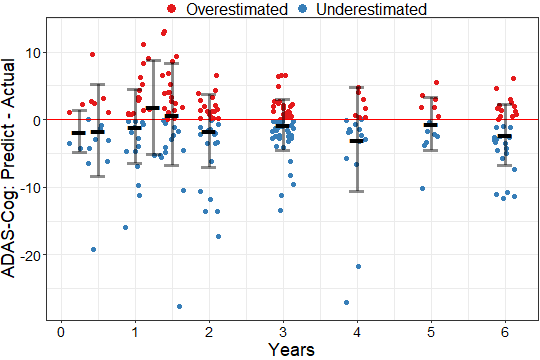 Overestimated Underestimated
ADAS-Cog: Predict - Actual
10
0
-10
-20
0 1 2 3 4 5 6
Years